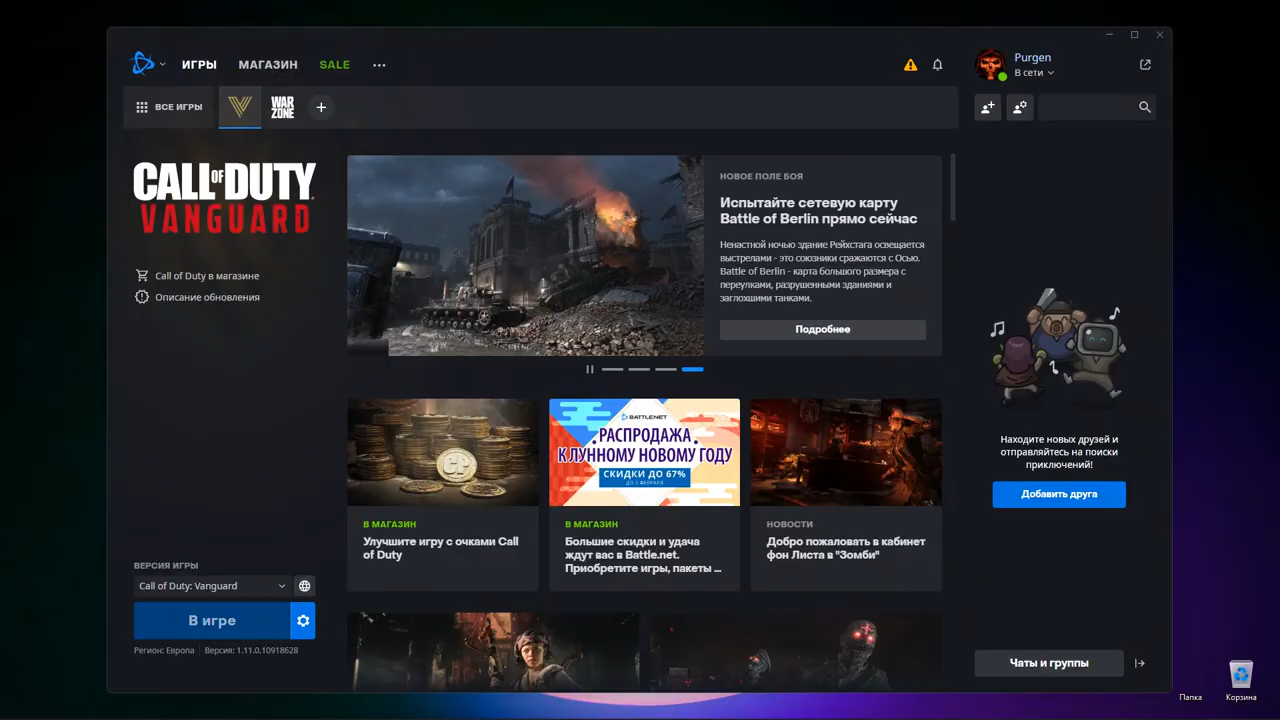 ИГРЫ
МАГАЗИН
SALE
Purgen
В сети
ВСЕ ИГРЫ
WAR
ZONE
CALL OF DUTY
VANGUARD
Call of Duty в магазине
Описание обновления
НОВОЕ ПОЛЕ БОЯ
Испытайте сетевую карту
Battle of Berlin прямо сейчас
Ненастной ночью здание Рейхстага освещается
выстрелами - это союзники сражаются с Осью.
Battle of Berlin - карта большого размера с
переулками, разрушенными зданиями и
заглохшими танками.
Подробнее
CP
В МАГАЗИН
Улучшите игру с очками Call
of Duty
BATTLE.NET
РАСПРОДАЖА
К ЛУННОМУ НОВОМУ ГОДУ
СКИДКИ ДО 67%
ДО 3 ФЕВРАЛЯ
В МАГАЗИН
Большие скидки и удача
ждут вас в Battle.net.
Приобретите игры, пакеты ...
НОВОСТИ
Добро пожаловать в кабинет
фон Листа в "Зомби"
Находите новых друзей и
отправляйтесь на поиски
приключений!
Добавить друга
ВЕРСИЯ ИГРЫ
Call of Duty: Vanguard
В игре
Регион: Европа
Версия: 1.11.0.10918628
Чаты и группы
Папка
Корзина